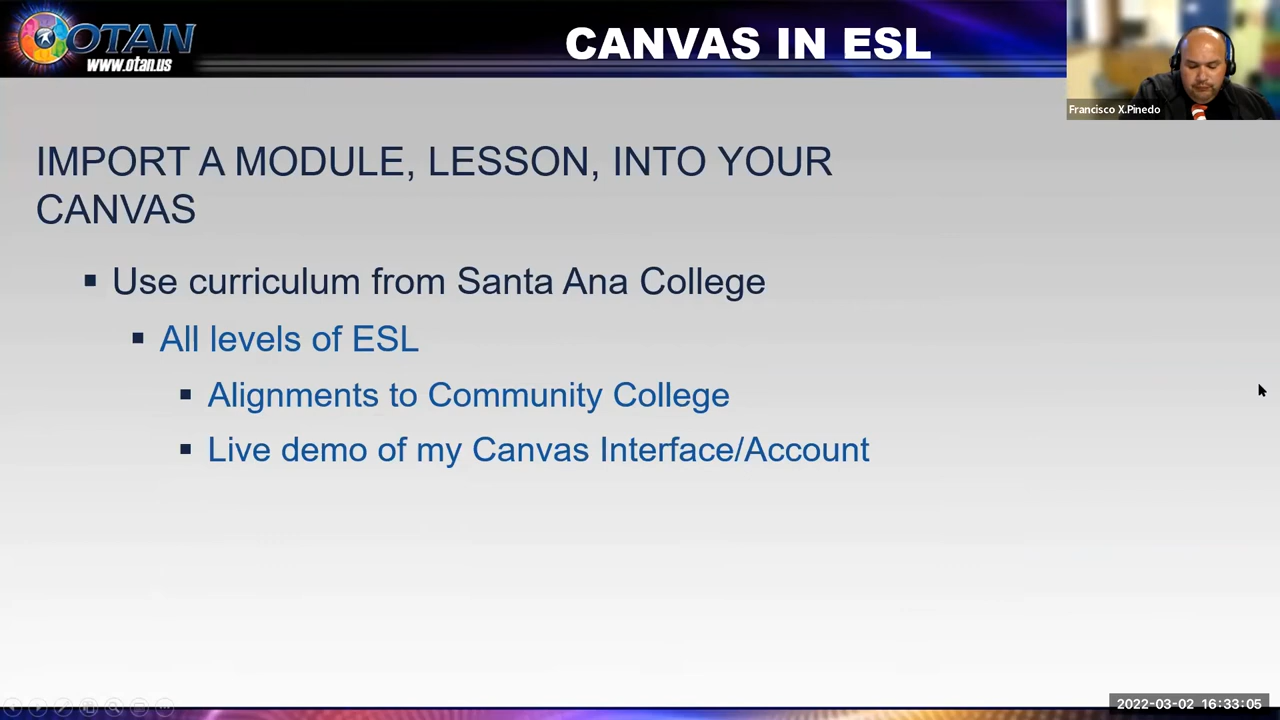 OTAN
www.otan.us
CANVAS IN ESL
Francisco X.Pinedo
IMPORT A MODULE, LESSON, INTO YOUR
CANVAS
Use curriculum from Santa Ana College
All levels of ESL
Alignments to Community College
Live demo of my Canvas Interface/Account
2022-03-02 16:33:05